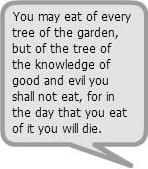 You may eat of every
tree of the garden,
but of the tree of
the knowledge of
good and evil you
shall not eat, for in
the day that you eat
of it you will die.